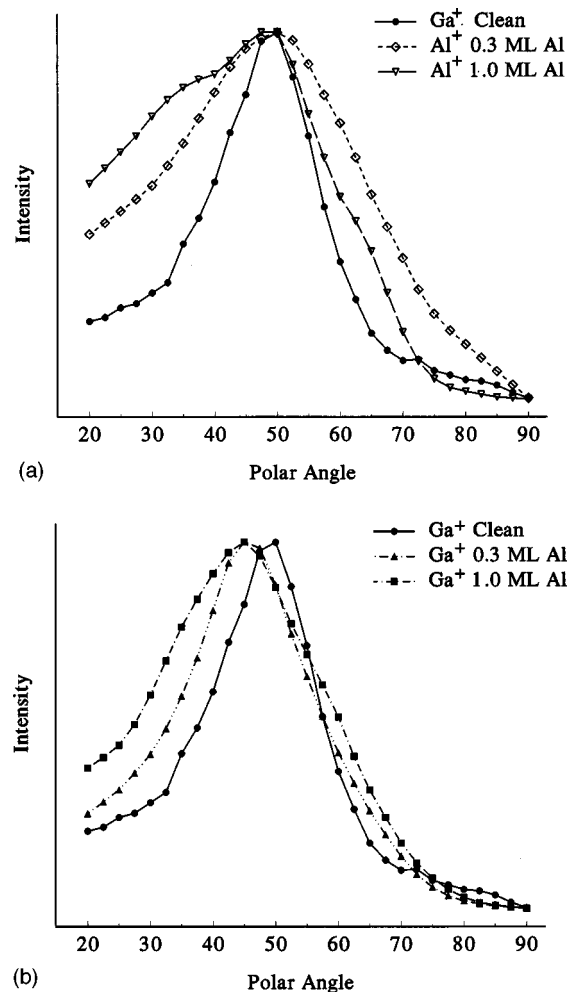 Ga+ Clean
Al+ 0.3 ML Al
Al+ 1.0 ML Al
Intensity
20 30 40 50 60 70 80 90
(a)
Polar Angle
Ga+ Clean
Ga+ 0.3 ML Al
Ga+ 1.0 ML Al
Intensity
20 30 40 50 60 70 80 90
(b)
Polar Angle